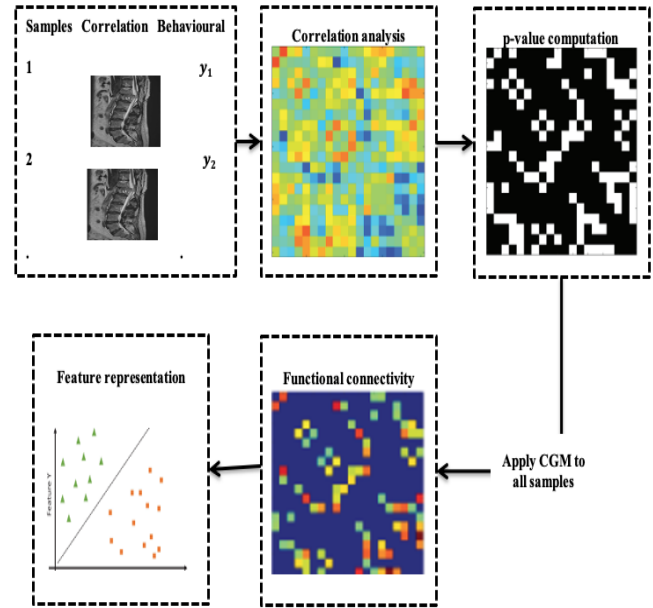 Samples Correlation Behavioural
1 y₁
2 y₂
. .
Correlation analysis
p-value computation
Feature representation
Feature Y
Functional connectivity
Apply CGM to
all samples